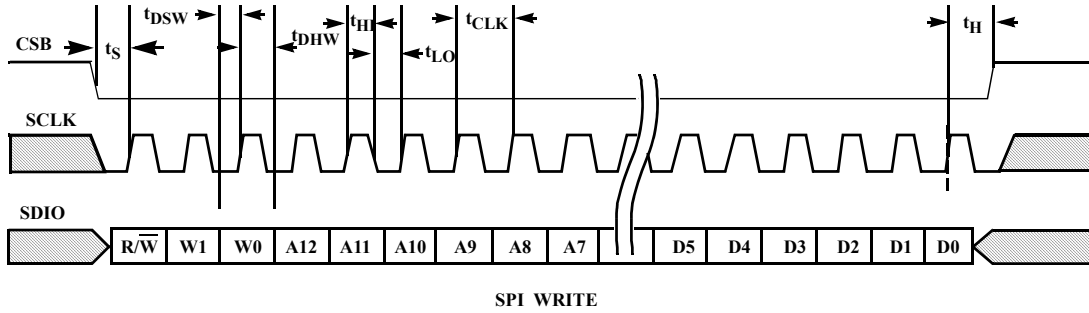 tDSW
tHI
tCLK
tH
CSB
tS
tDHW
tLO
SCLK
SDIO
R/W̅ W1 W0 A12 A11 A10 A9 A8 A7 D5 D4 D3 D2 D1 D0
SPI WRITE